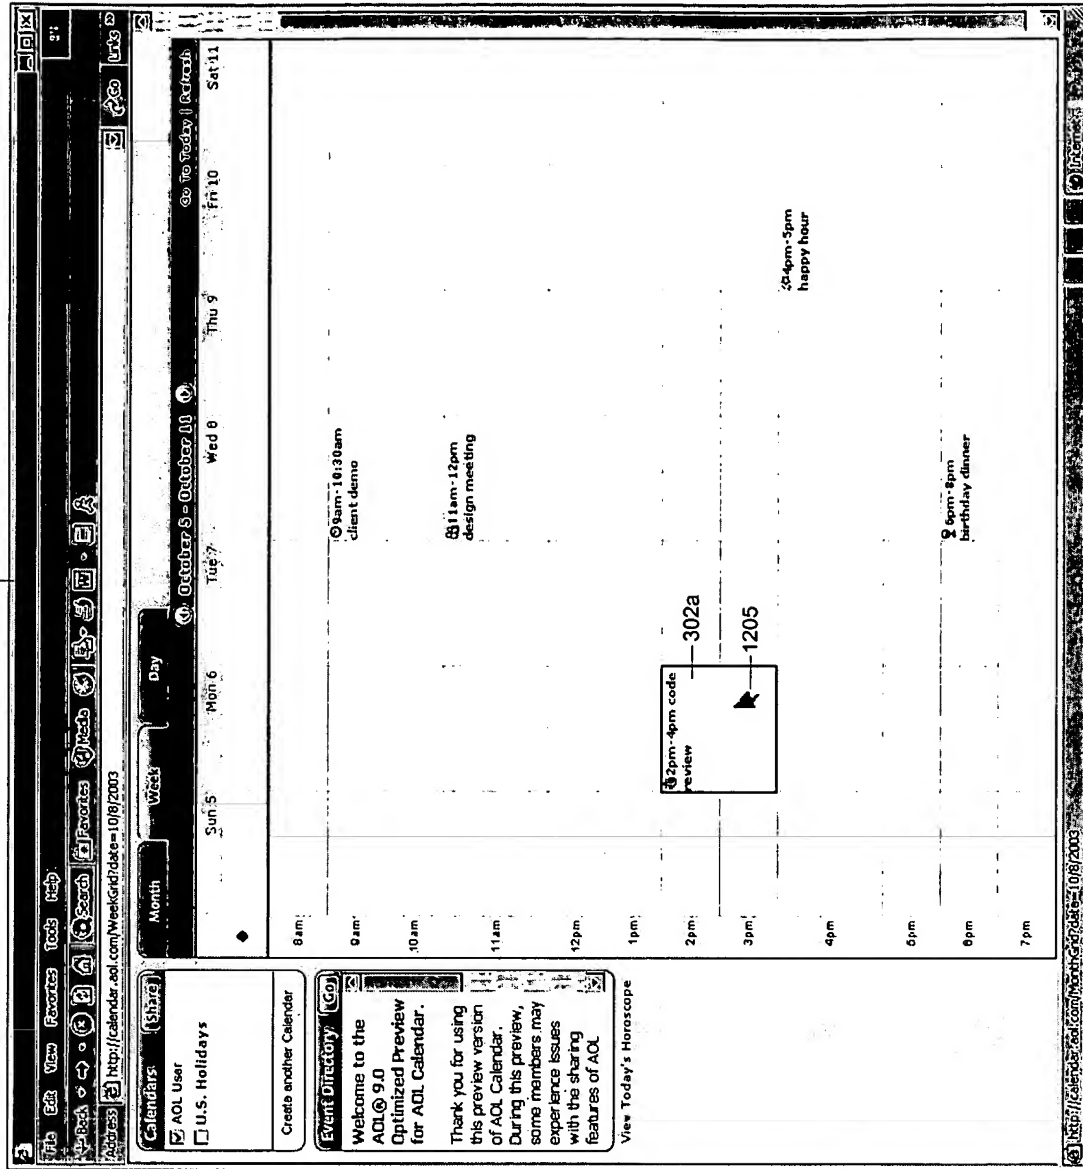 File Edit View Favorites Tools Help
Back Search Favorites Media
Address http://calendar.aol.com/WeekGrid?date=10/8/2003 Go Links »
Calendars Share
AOL User
U.S. Holidays
Create another Calendar
Event Directory Go
Welcome to the
AOL® 9.0
Optimized Preview
for AOL Calendar.
Thank you for using
this preview version
of AOL Calendar.
During this preview,
some members may
experience issues
with the sharing
features of AOL
View Today's Horoscope
Month Week Day
October 5 - October 11 Go To Today | Refresh
Sun 5 Mon 6 Tue 7 Wed 8 Thu 9 Fri 10 Sat 11
8am
9am
10am
11am
12pm
1pm
2pm
3pm
4pm
5pm
6pm
7pm
9am-10:30am
client demo
11am-12pm
design meeting
2pm-4pm code
review
302a
1205
4pm-5pm
happy hour
6pm-8pm
birthday dinner
http://calendar.aol.com/MonthGrid?date=10/8/2003 Internet